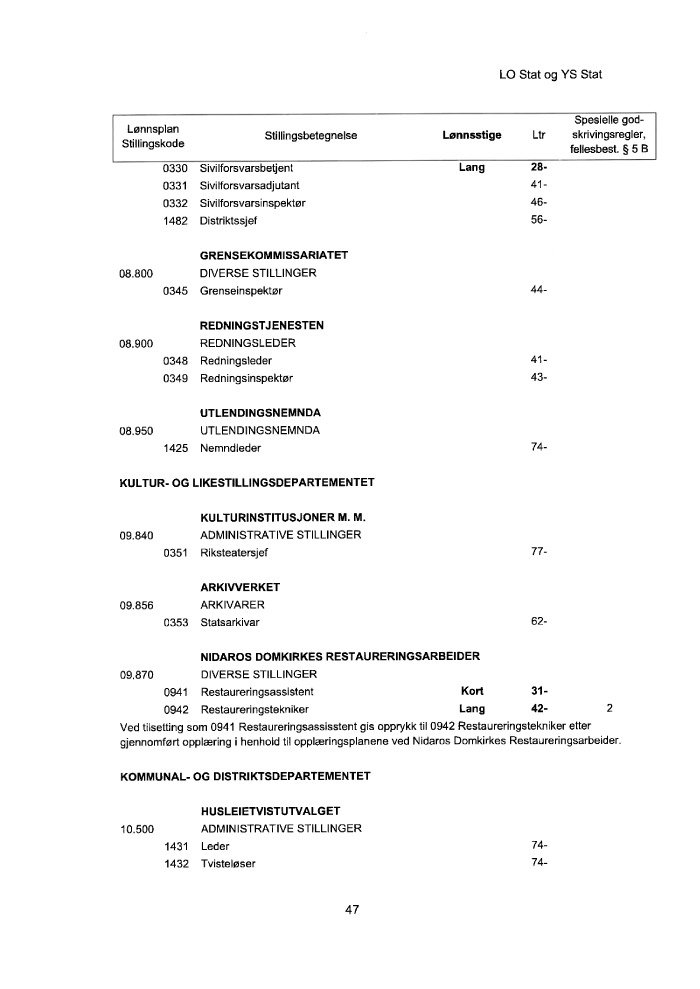 LO Stat og YS Stat
Lønnsplan Stillingskode Stillingsbetegnelse Lønnsstige Ltr Spesielle god-skrivingsregler, fellesbest. § 5 B
0330 Sivilforsvarsbetjent Lang 28-
0331 Sivilforsvarsadjutant 41-
0332 Sivilforsvarsinspektør 46-
1482 Distriktssjef 56-
GRENSEKOMMISSARIATET
08.800 DIVERSE STILLINGER
0345 Grenseinspektør 44-
REDNINGSTJENESTEN
08.900 REDNINGSLEDER
0348 Redningsleder 41-
0349 Redningsinspektør 43-
UTLENDINGSNEMNDA
08.950 UTLENDINGSNEMNDA
1425 Nemndleder 74-
KULTUR- OG LIKESTILLINGSDEPARTEMENTET
KULTURINSTITUSJONER M. M.
09.840 ADMINISTRATIVE STILLINGER
0351 Riksteatersjef 77-
ARKIVVERKET
09.856 ARKIVARER
0353 Statsarkivar 62-
NIDAROS DOMKIRKES RESTAURERINGSARBEIDER
09.870 DIVERSE STILLINGER
0941 Restaureringsassistent Kort 31-
0942 Restaureringstekniker Lang 42- 2
Ved tilsetting som 0941 Restaureringsassisstent gis opprykk til 0942 Restaureringstekniker etter
gjennomført opplæring i henhold til opplæringsplanene ved Nidaros Domkirkes Restaureringsarbeider.
KOMMUNAL- OG DISTRIKTSDEPARTEMENTET
HUSLEIETVISTUTVALGET
10.500 ADMINISTRATIVE STILLINGER
1431 Leder 74-
1432 Tvisteløser 74-
47